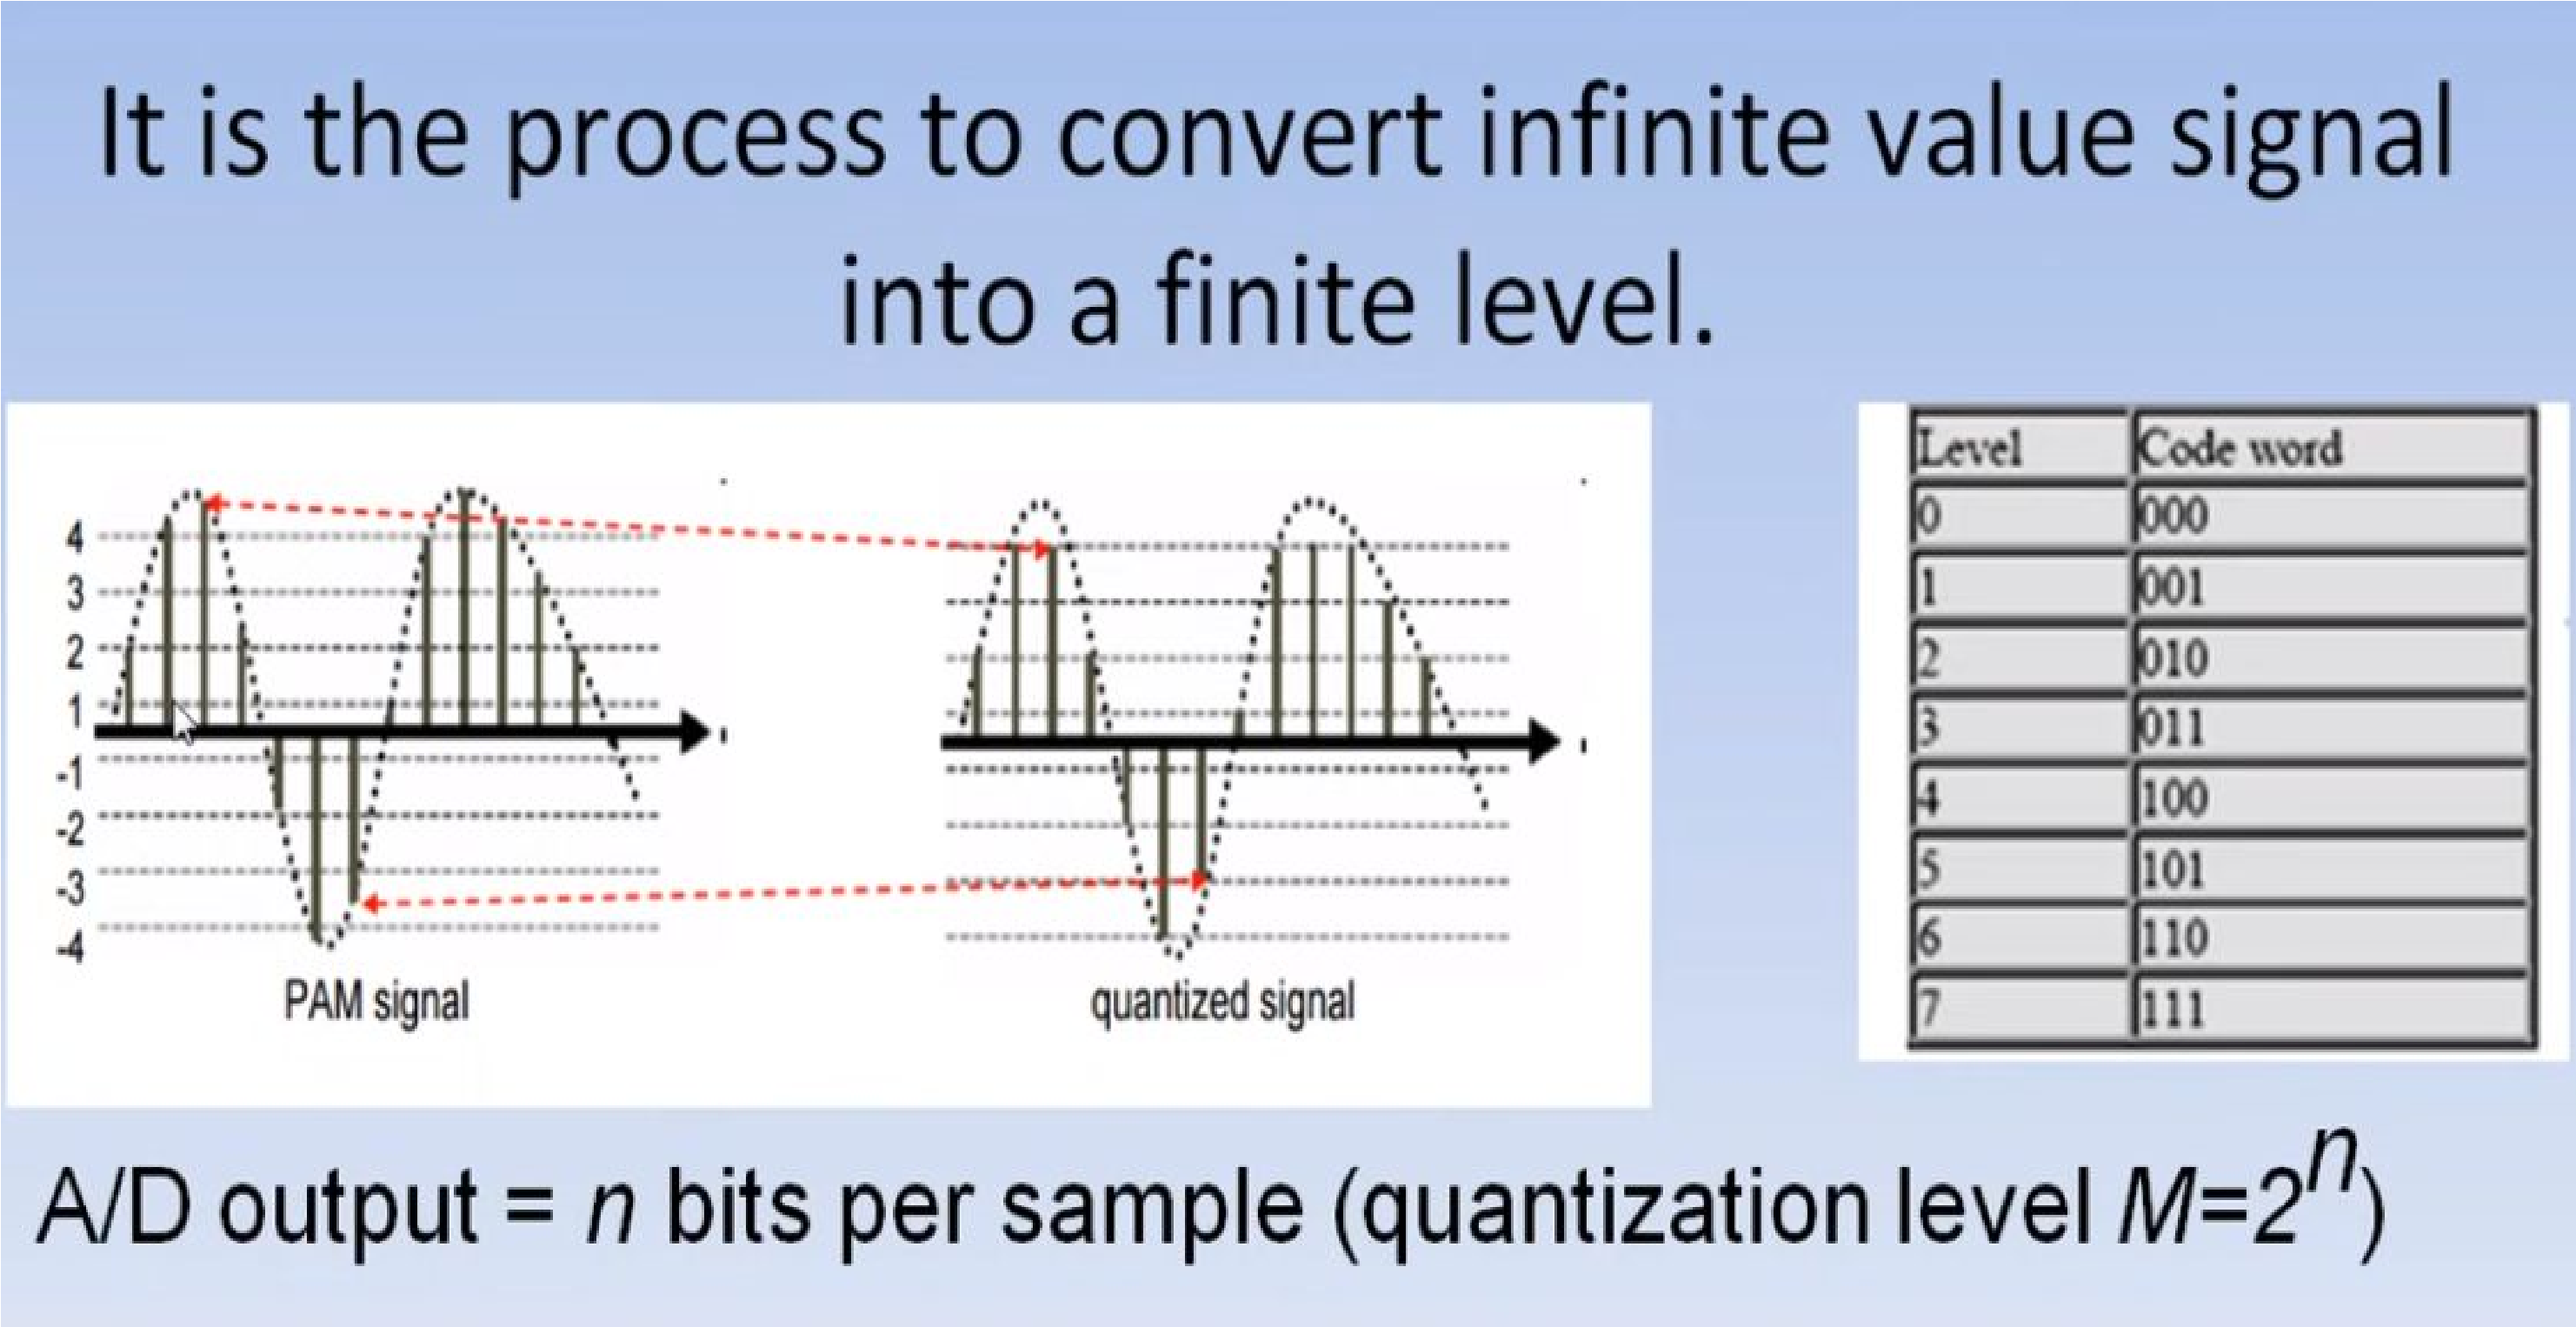 It is the process to convert infinite value signal
into a finite level.
4
3
2
1
-1
-2
-3
-4
PAM signal
quantized signal
Level Code word
0 000
1 001
2 010
3 011
4 100
5 101
6 110
7 111
A/D output = n bits per sample (quantization level M=2^n)